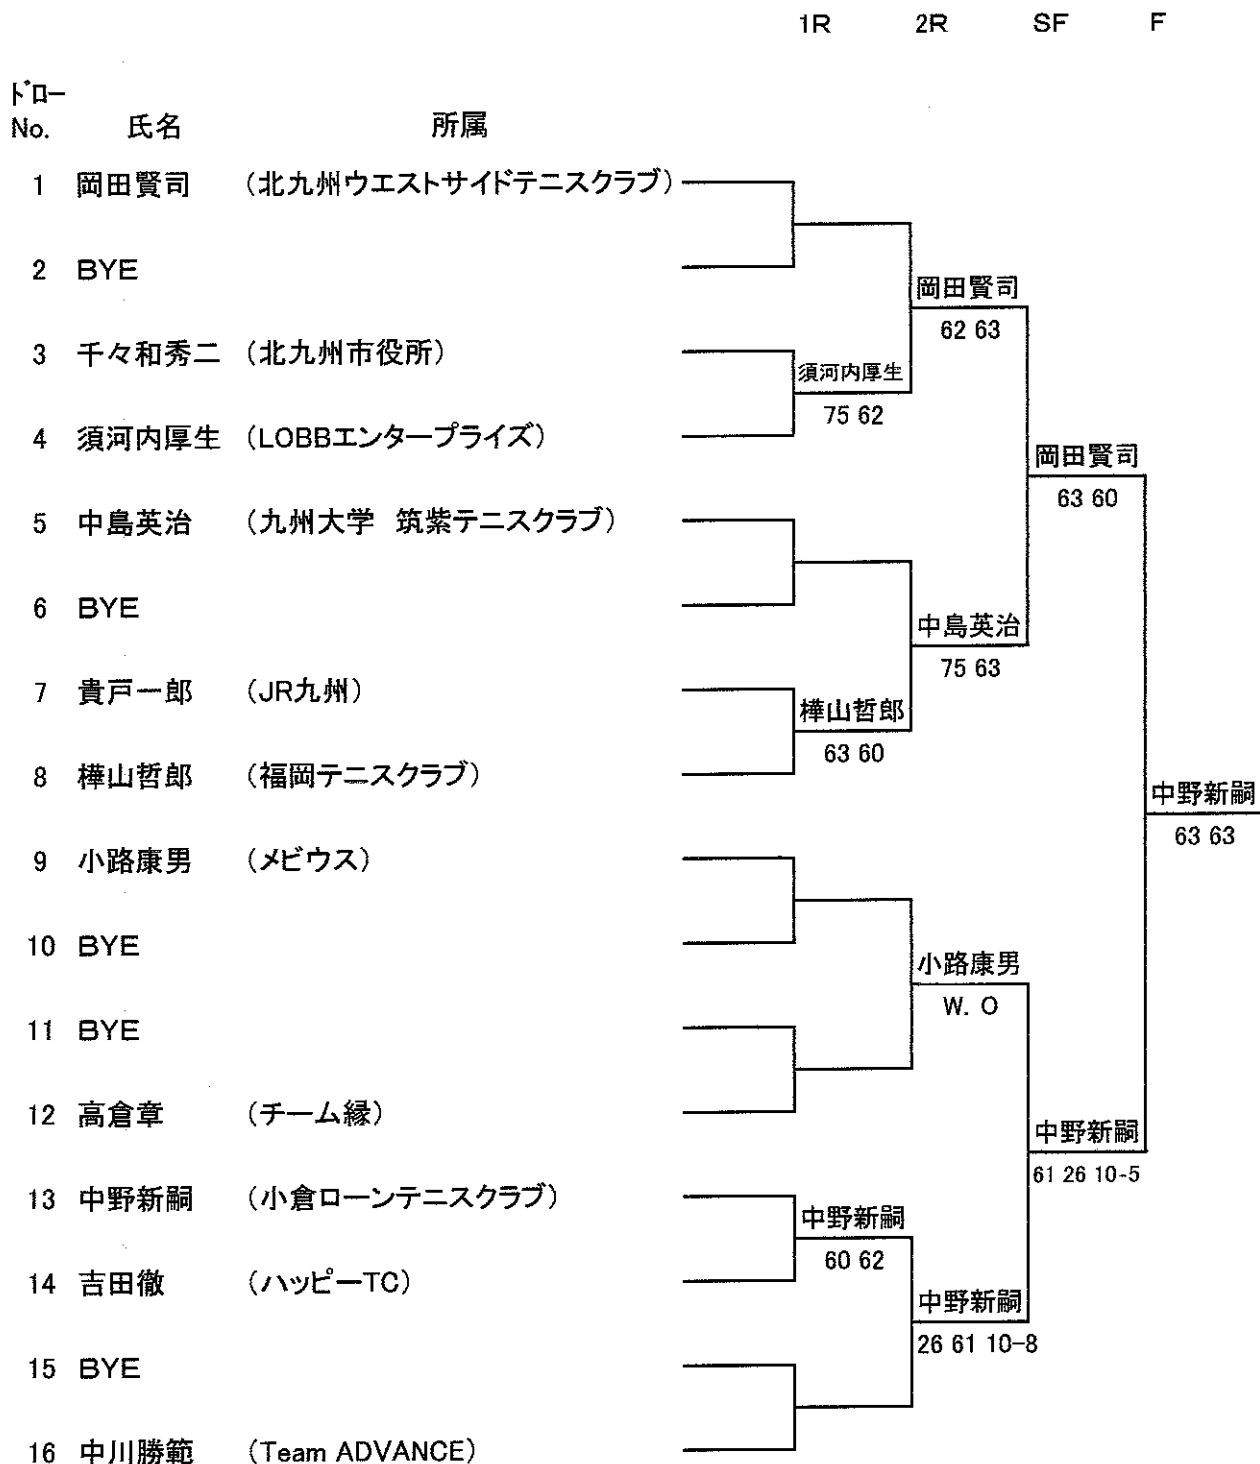 1R 2R SF F
ドロー
No. 氏名 所属
1 岡田賢司 (北九州ウエストサイドテニスクラブ)
2 BYE
岡田賢司
62 63
3 千々和秀二 (北九州市役所)
須河内厚生
75 62
4 須河内厚生 (LOBBエンタープライズ)
岡田賢司
63 60
5 中島英治 (九州大学 筑紫テニスクラブ)
6 BYE
中島英治
75 63
7 貴戸一郎 (JR九州)
樺山哲郎
63 60
8 樺山哲郎 (福岡テニスクラブ)
中野新嗣
63 63
9 小路康男 (メビウス)
10 BYE
小路康男
W. O
11 BYE
12 高倉章 (チーム縁)
中野新嗣
61 26 10-5
13 中野新嗣 (小倉ローンテニスクラブ)
中野新嗣
60 62
14 吉田徹 (ハッピーTC)
中野新嗣
26 61 10-8
15 BYE
16 中川勝範 (Team ADVANCE)